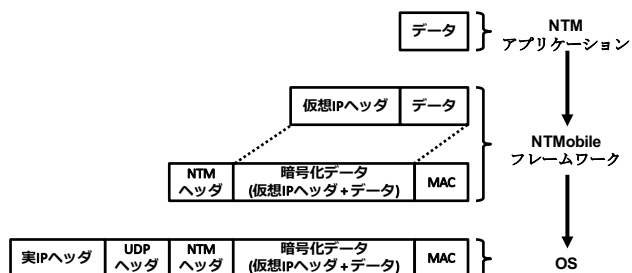 データ
NTM
アプリケーション
仮想IPヘッダ
データ
NTMobile
フレームワーク
NTM
ヘッダ
暗号化データ
(仮想IPヘッダ+データ)
MAC
実IPヘッダ
UDP
ヘッダ
NTM
ヘッダ
暗号化データ
(仮想IPヘッダ+データ)
MAC
OS